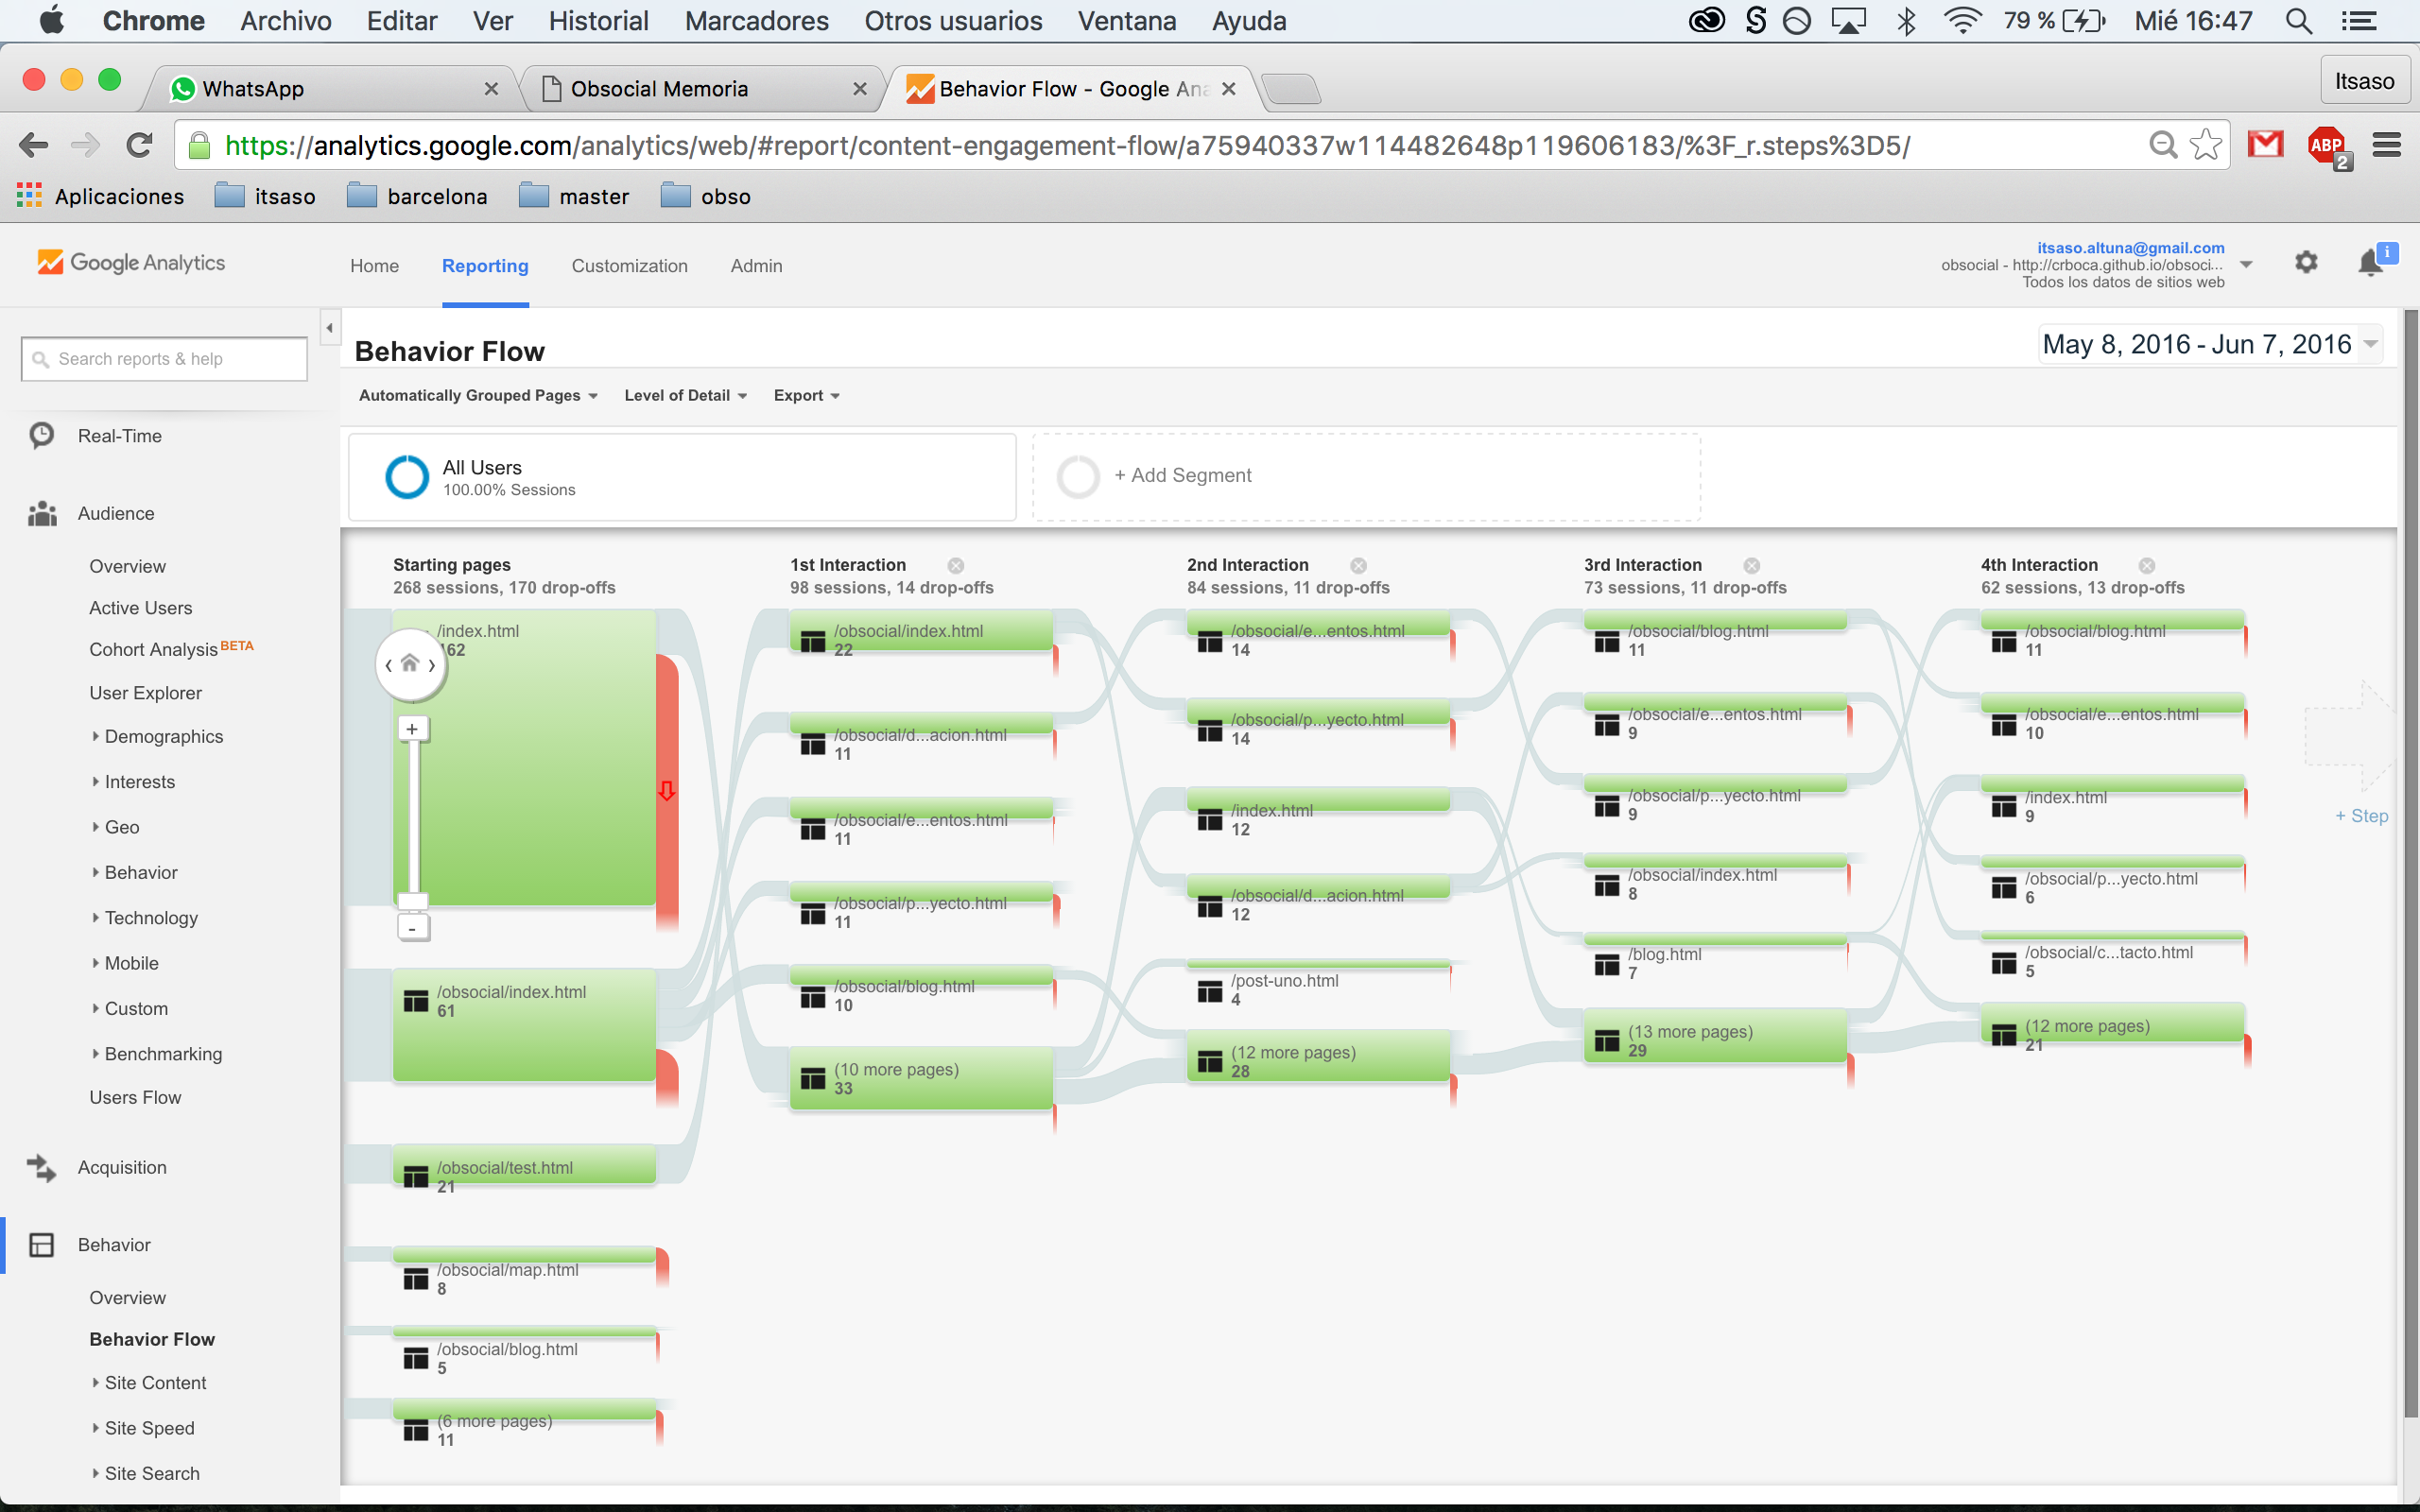 Chrome Archivo Editar Ver Historial Marcadores Otros usuarios Ventana Ayuda 79 % Mié 16:47
WhatsApp Obsocial Memoria Behavior Flow - Google Ana Itsaso
https://analytics.google.com/analytics/web/#report/content-engagement-flow/a75940337w114482648p119606183/%3F_r.steps%3D5/ ABP 2
Aplicaciones itsaso barcelona master obso
Google Analytics Home Reporting Customization Admin
itsaso.altuna@gmail.com
obsocial - http://crboca.github.io/obsoci...
Todos los datos de sitios web
i
Search reports & help
Real-Time
Audience
Overview
Active Users
Cohort Analysis BETA
User Explorer
Demographics
Interests
Geo
Behavior
Technology
Mobile
Custom
Benchmarking
Users Flow
Acquisition
Behavior
Overview
Behavior Flow
Site Content
Site Speed
Site Search
Behavior Flow
May 8, 2016 - Jun 7, 2016
Automatically Grouped Pages Level of Detail Export
All Users
100.00% Sessions
+ Add Segment
Starting pages
268 sessions, 170 drop-offs
/index.html
162
+
-
/obsocial/index.html
61
/obsocial/test.html
21
/obsocial/map.html
8
/obsocial/blog.html
5
(6 more pages)
11
1st Interaction
98 sessions, 14 drop-offs
/obsocial/index.html
22
/obsocial/d...acion.html
11
/obsocial/e...entos.html
11
/obsocial/p...yecto.html
11
/obsocial/blog.html
10
(10 more pages)
33
2nd Interaction
84 sessions, 11 drop-offs
/obsocial/e...entos.html
14
/obsocial/p...yecto.html
14
/index.html
12
/obsocial/d...acion.html
12
/post-uno.html
4
(12 more pages)
28
3rd Interaction
73 sessions, 11 drop-offs
/obsocial/blog.html
11
/obsocial/e...entos.html
9
/obsocial/p...yecto.html
9
/obsocial/index.html
8
/blog.html
7
(13 more pages)
29
4th Interaction
62 sessions, 13 drop-offs
/obsocial/blog.html
11
/obsocial/e...entos.html
10
/index.html
9
/obsocial/p...yecto.html
6
/obsocial/c...tacto.html
5
(12 more pages)
21
+ Step